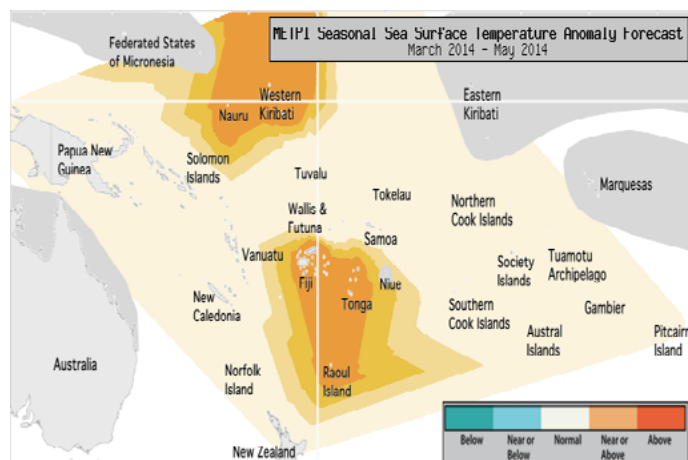 METPI Seasonal Sea Surface Temperature Anomaly Forecast
March 2014 - May 2014
Federated States
of Micronesia
Western
Kiribati
Eastern
Kiribati
Nauru
Papua New
Guinea
Solomon
Islands
Tuvalu
Tokelau
Marquesas
Wallis &
Futuna
Northern
Cook Islands
Samoa
Vanuatu
Society
Islands
Tuamotu
Archipelago
Fiji
Niue
Tonga
New
Caledonia
Southern
Cook Islands
Gambier
Austral
Islands
Pitcairn
Island
Australia
Norfolk
Island
Raoul
Island
New Zealand
Below
Near or
Below
Normal
Near or
Above
Above